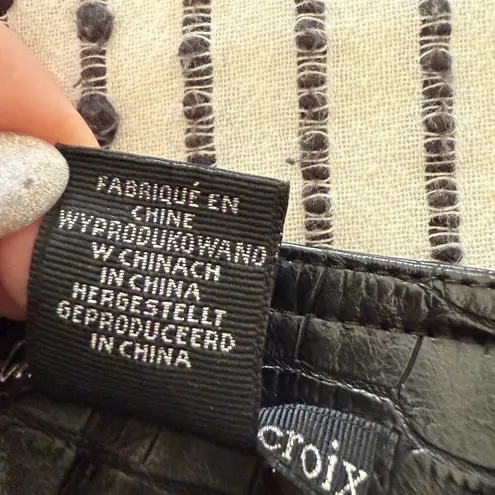 FABRIQUÉ EN
CHINE
WYPRODUKOWANO
W CHINACH
IN CHINA
HERGESTELLT
GEPRODUCEERD
IN CHINA
croix